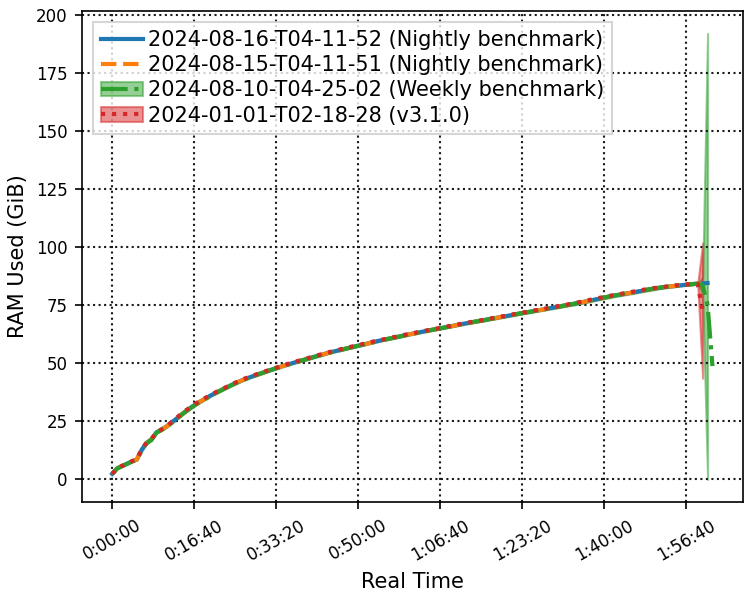 200
175
150
125
100
75
50
25
0
RAM Used (GiB)
2024-08-16-T04-11-52 (Nightly benchmark)
2024-08-15-T04-11-51 (Nightly benchmark)
2024-08-10-T04-25-02 (Weekly benchmark)
2024-01-01-T02-18-28 (v3.1.0)
0:00:00
0:16:40
0:33:20
0:50:00
1:06:40
1:23:20
1:40:00
1:56:40
Real Time